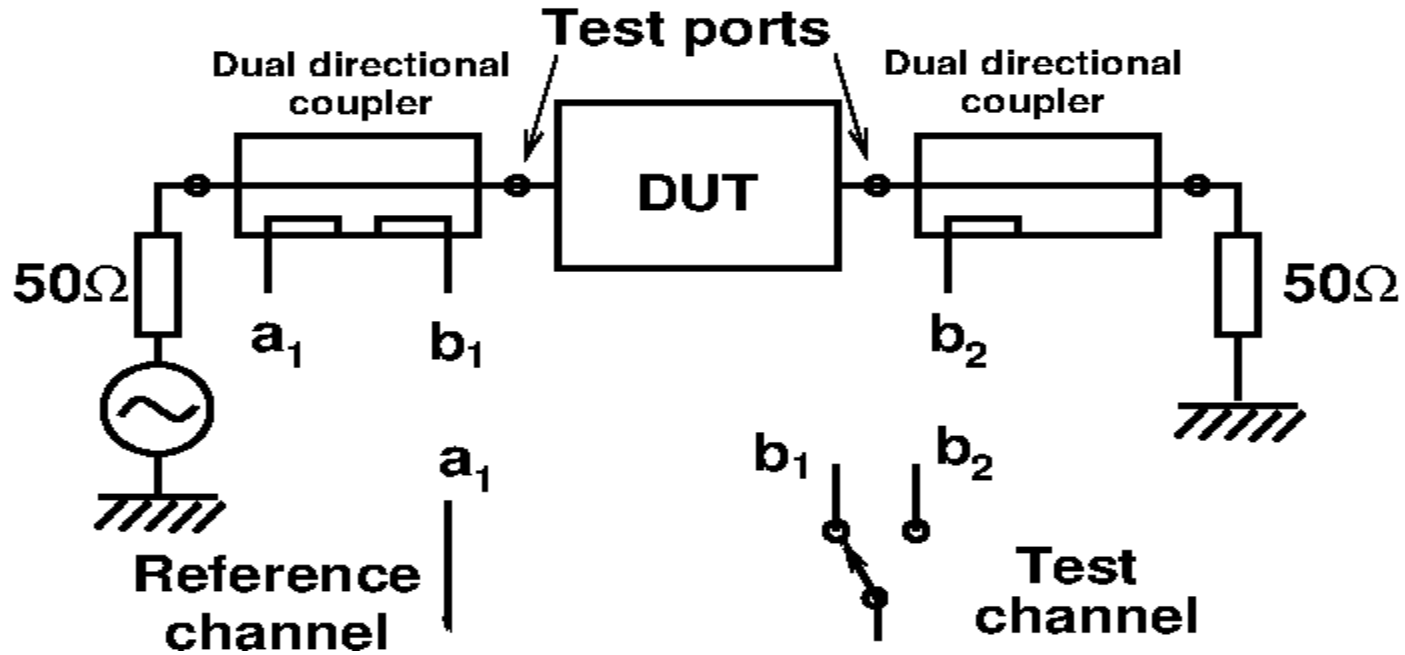 Test ports
Dual directional
coupler
Dual directional
coupler
DUT
50Ω
50Ω
a₁
b₁
b₂
a₁
b₁
b₂
Reference
channel
Test
channel